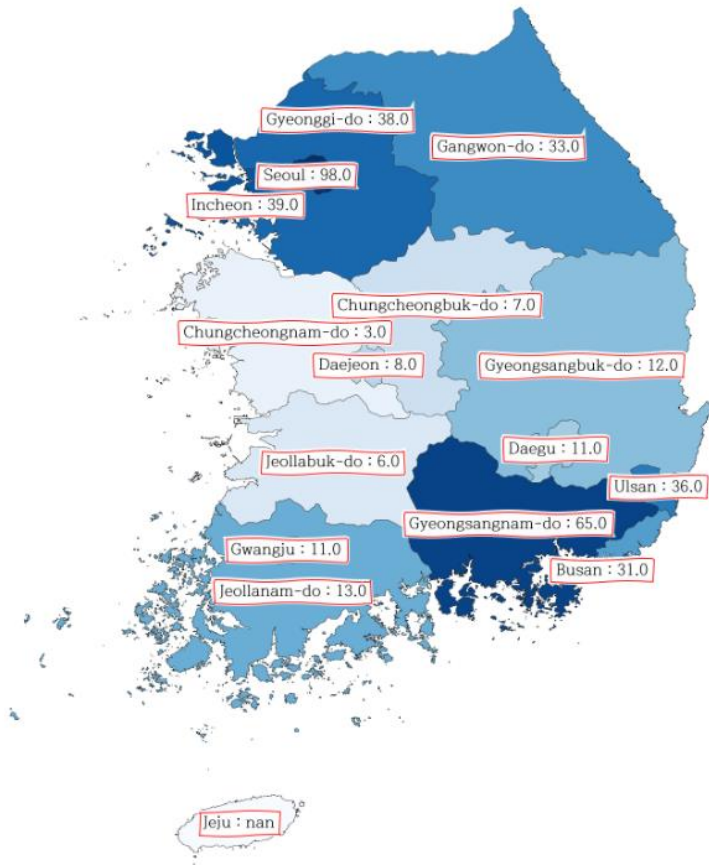 Gyeonggi-do : 38.0
Gangwon-do : 33.0
Seoul : 98.0
Incheon : 39.0
Chungcheongbuk-do : 7.0
Chungcheongnam-do : 3.0
Daejeon : 8.0
Gyeongsangbuk-do : 12.0
Daegu : 11.0
Jeollabuk-do : 6.0
Ulsan : 36.0
Gyeongsangnam-do : 65.0
Gwangju : 11.0
Busan : 31.0
Jeollanam-do : 13.0
Jeju : nan